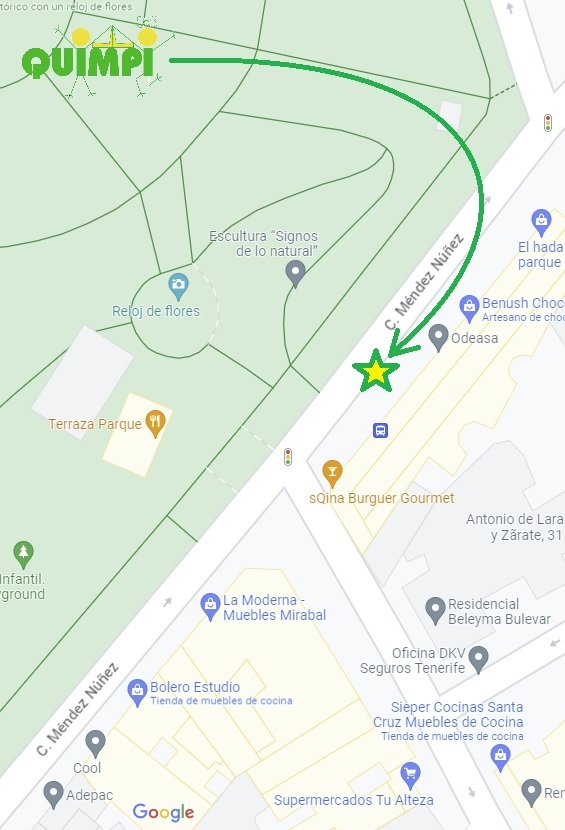 tórico con un reloj de flores
QUIMPI
Escultura “Signos
de lo natural”
C. Méndez Núñez
El hada
parque
Reloj de flores
Benush Choc
Artesano de choc
Odeasa
Terraza Parque
sQina Burguer Gourmet
Antonio de Lara
y Zãrate, 31
Infantil.
yground
La Moderna -
Muebles Mirabal
Residencial
Beleyma Bulevar
Oficina DKV
Seguros Tenerife
C. Méndez Núñez
Bolero Estudio
Tienda de muebles de cocina
Sieper Cocinas Santa
Cruz Muebles de Cocina
Tienda de muebles de cocina
Cool
Adepac
Supermercados Tu Alteza
Ren
Google